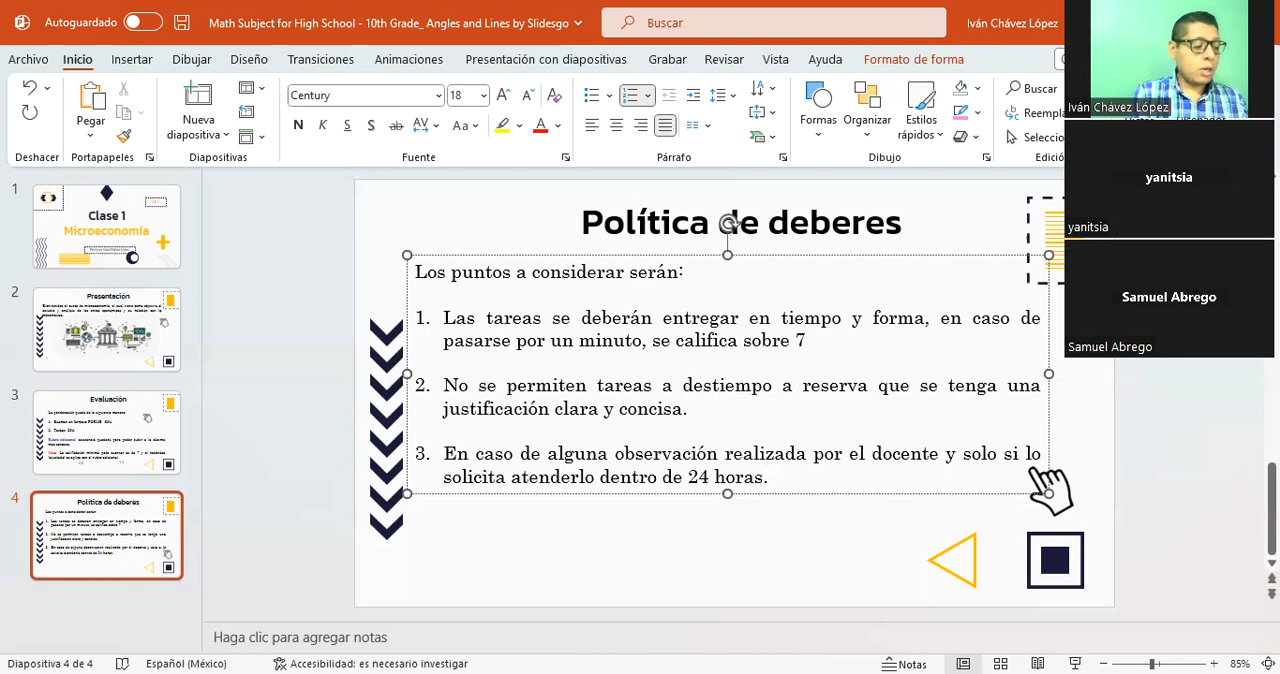 Autoguardado
Math Subject for High School - 10th Grade_ Angles and Lines by Slidesgo
Buscar
Iván Chávez López
Archivo Inicio Insertar Dibujar Diseño Transiciones Animaciones Presentación con diapositivas Grabar Revisar Vista Ayuda Formato de forma
Pegar
Nueva
diapositiva
Century
18
Formas
Organizar
Estilos
rápidos
Buscar
Reempla
Seleccio
Deshacer
Portapapeles
Diapositivas
Fuente
Párrafo
Dibujo
Edició
Iván Chávez López
yanitsia
yanitsia
Samuel Abrego
Samuel Abrego
1
Clase 1
Microeconomía
2
Presentación
3
Evaluación
4
Política de deberes
Política de deberes
Los puntos a considerar serán:
1. Las tareas se deberán entregar en tiempo y forma, en caso de
pasarse por un minuto, se califica sobre 7
2. No se permiten tareas a destiempo a reserva que se tenga una
justificación clara y concisa.
3. En caso de alguna observación realizada por el docente y solo si lo
solicita atenderlo dentro de 24 horas.
Haga clic para agregar notas
Diapositiva 4 de 4
Español (México)
Accesibilidad: es necesario investigar
Notas
85%